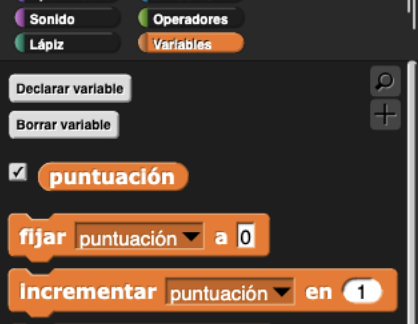 Sonido Operadores
Lápiz Variables
Declarar variable
Borrar variable
puntuación
fijar puntuación a 0
incrementar puntuación en 1